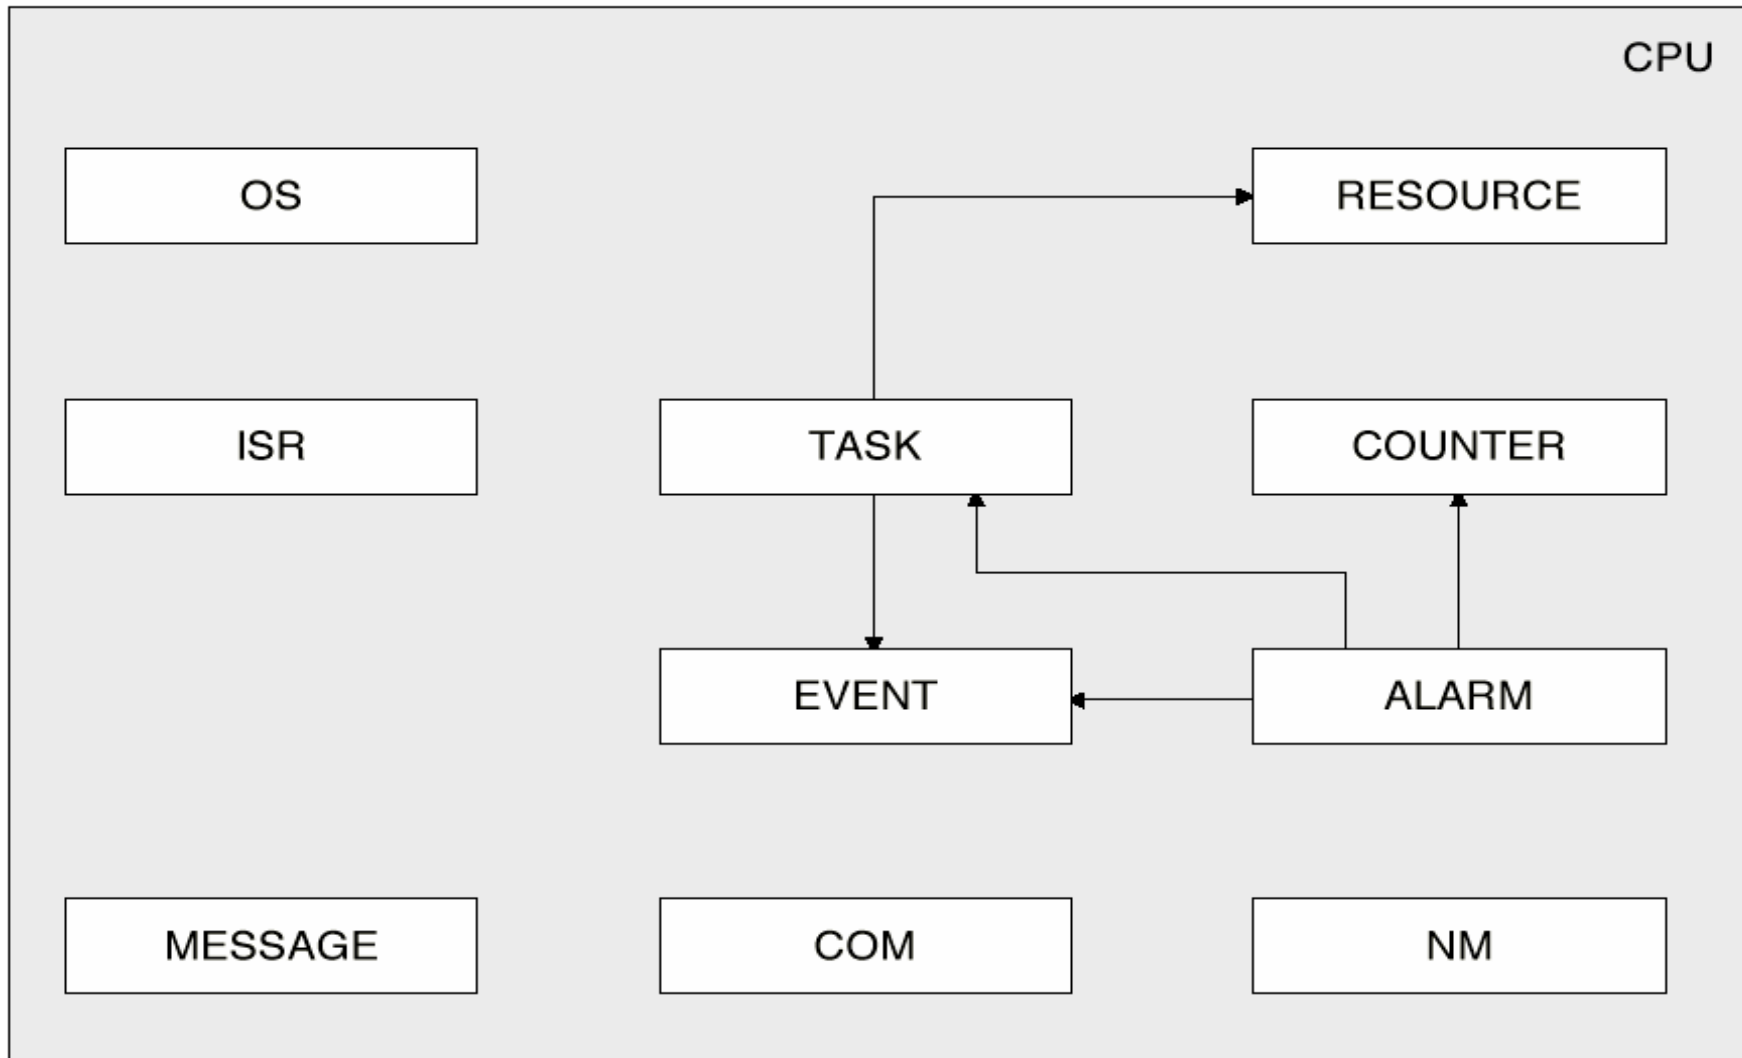 CPU
OS
RESOURCE
ISR
TASK
COUNTER
EVENT
ALARM
MESSAGE
COM
NM